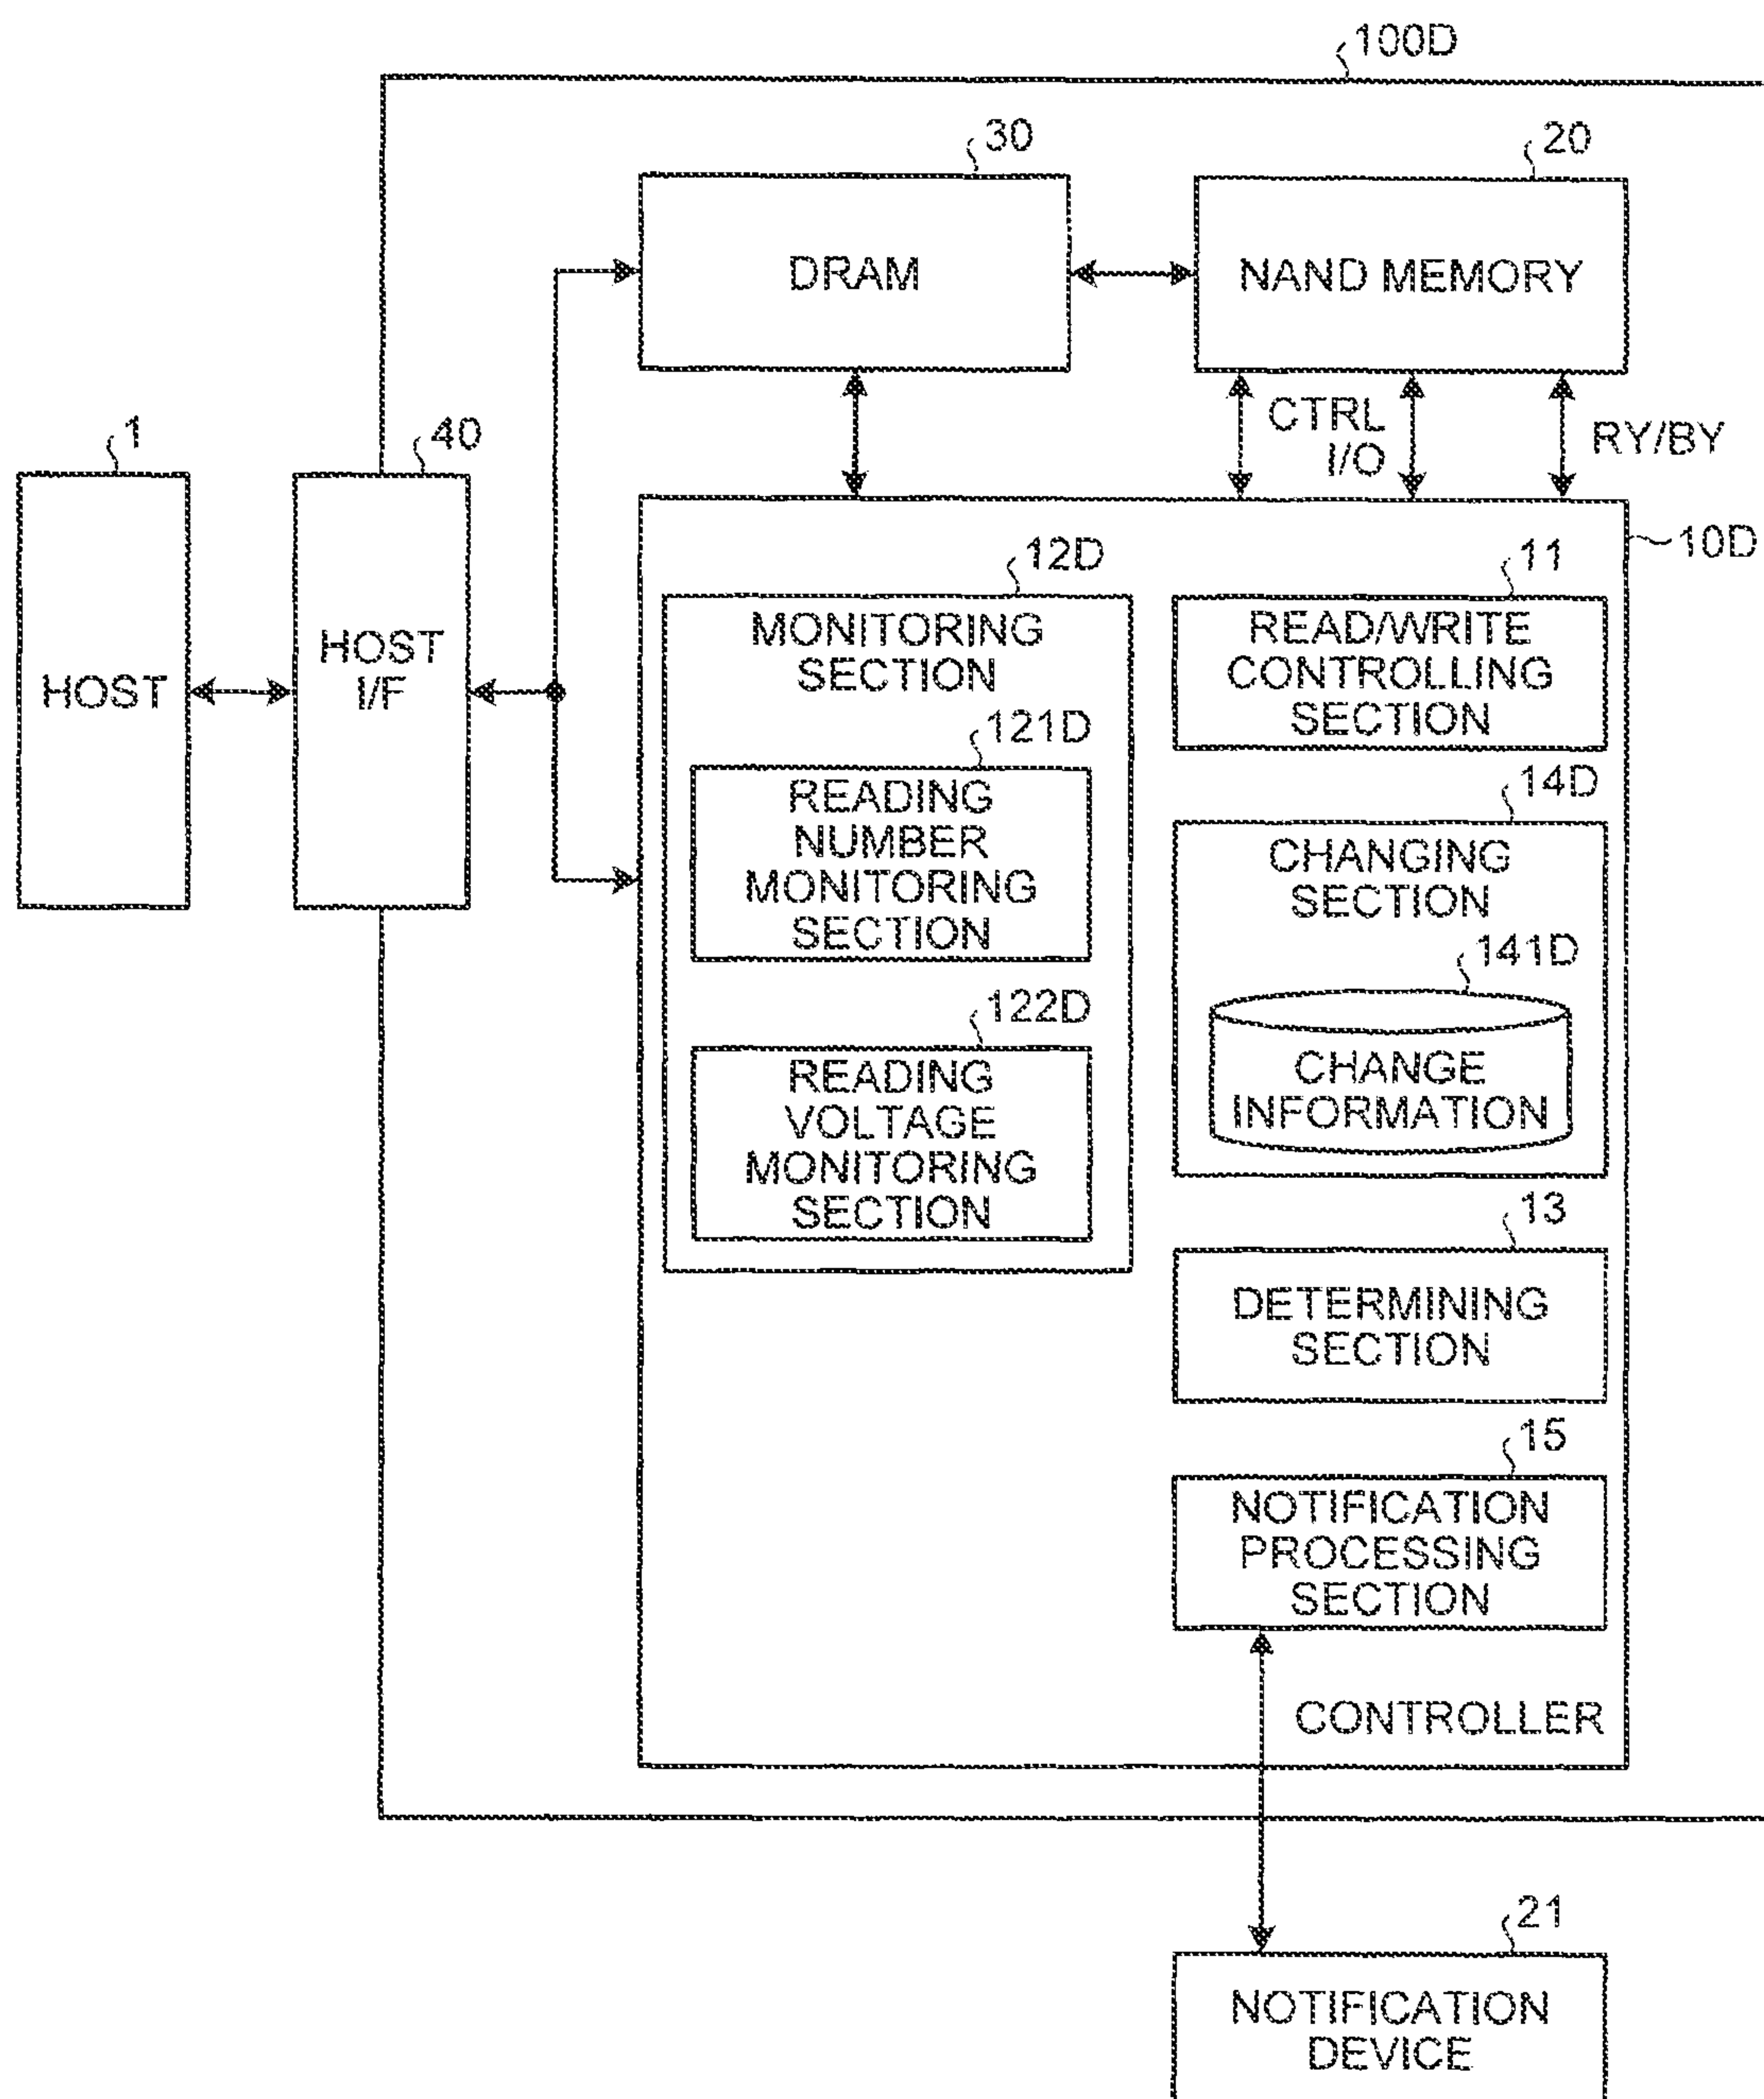 100D
30
20
DRAM
NAND MEMORY
CTRL
I/O
RY/BY
1
40
HOST
HOST
I/F
10D
12D
MONITORING
SECTION
121D
READING
NUMBER
MONITORING
SECTION
122D
READING
VOLTAGE
MONITORING
SECTION
11
READ/WRITE
CONTROLLING
SECTION
14D
CHANGING
SECTION
141D
CHANGE
INFORMATION
13
DETERMINING
SECTION
15
NOTIFICATION
PROCESSING
SECTION
CONTROLLER
21
NOTIFICATION
DEVICE